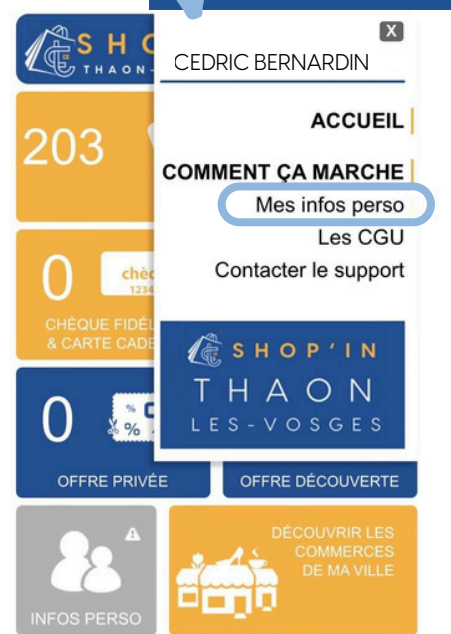 SHO
THAON-
X
CEDRIC BERNARDIN
203
ACCUEIL
COMMENT ÇA MARCHE
Mes infos perso
Les CGU
Contacter le support
0
chèq
1234
CHÈQUE FIDÉL
& CARTE CADE
SHOP'IN
THAON
LES-VOSGES
0
%
%
OFFRE PRIVÉE
OFFRE DÉCOUVERTE
INFOS PERSO
DÉCOUVRIR LES
COMMERCES
DE MA VILLE